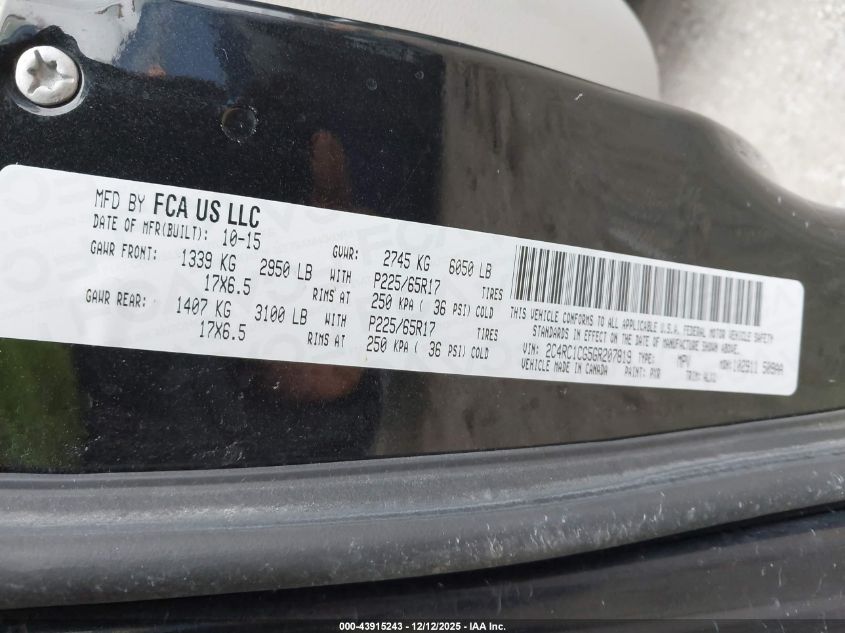 MFD BY FCA US LLC
DATE OF MFR(BUILT): 10-15
GVWR: 2745 KG 6050 LB
GAWR FRONT: 1339 KG 2950 LB WITH P225/65R17 TIRES
17X6.5 RIMS AT 250 KPA ( 36 PSI) COLD
GAWR REAR: 1407 KG 3100 LB WITH P225/65R17 TIRES
17X6.5 RIMS AT 250 KPA ( 36 PSI) COLD
THIS VEHICLE CONFORMS TO ALL APPLICABLE U.S.A. FEDERAL MOTOR VEHICLE SAFETY
STANDARDS IN EFFECT ON THE DATE OF MANUFACTURE SHOWN ABOVE.
VIN: 2C4RC1CG5GR207819 TYPE: MPV MDH: 102911 509AA
VEHICLE MADE IN CANADA PAINT: PXR TRIM:
000-43915243 – 12/12/2025 - IAA Inc.